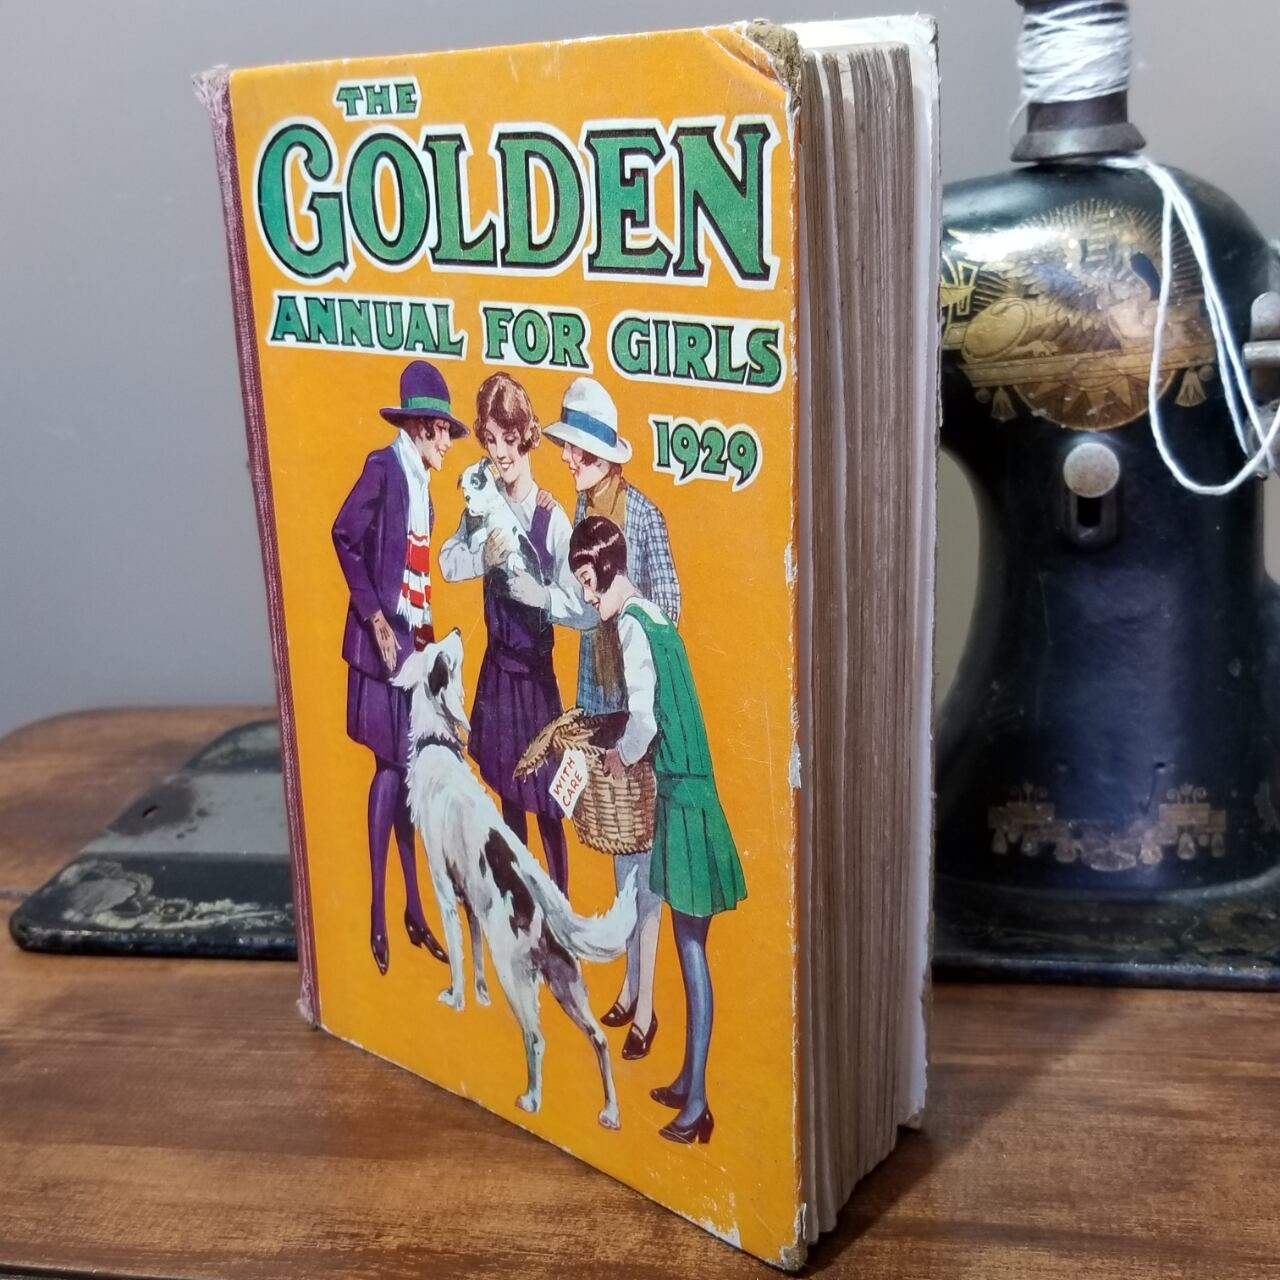 THE
GOLDEN
ANNUAL FOR GIRLS
1929
WITH
CARE